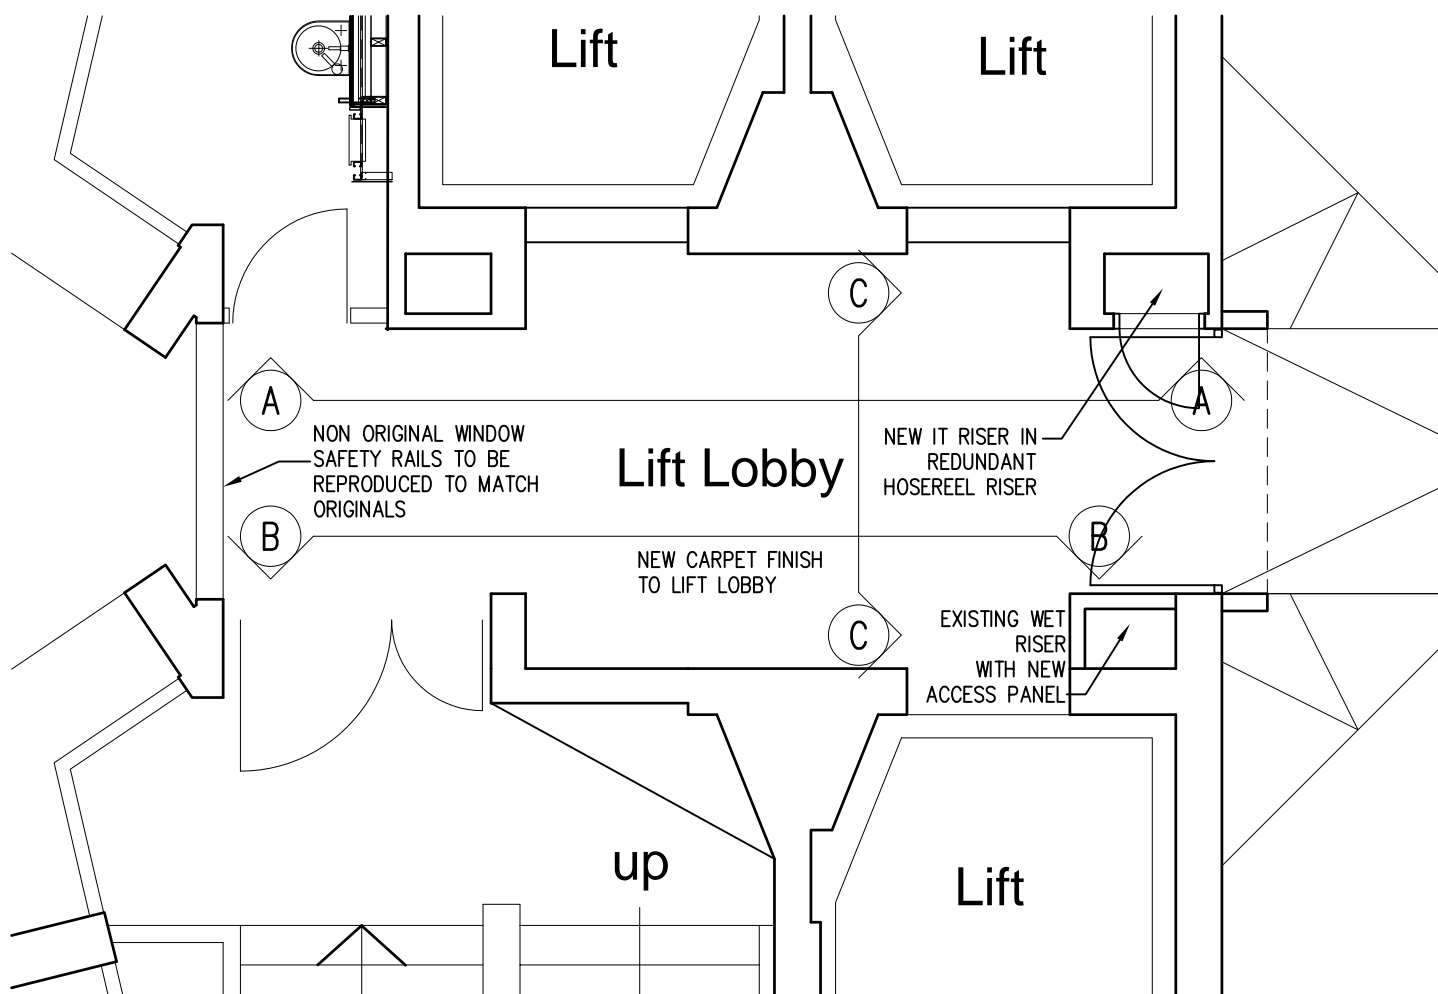 Lift
Lift
C
A
A
NON ORIGINAL WINDOW
SAFETY RAILS TO BE
REPRODUCED TO MATCH
ORIGINALS
Lift Lobby
NEW IT RISER IN
REDUNDANT
HOSEREEL RISER
B
B
NEW CARPET FINISH
TO LIFT LOBBY
C
EXISTING WET
RISER
WITH NEW
ACCESS PANEL
up
Lift